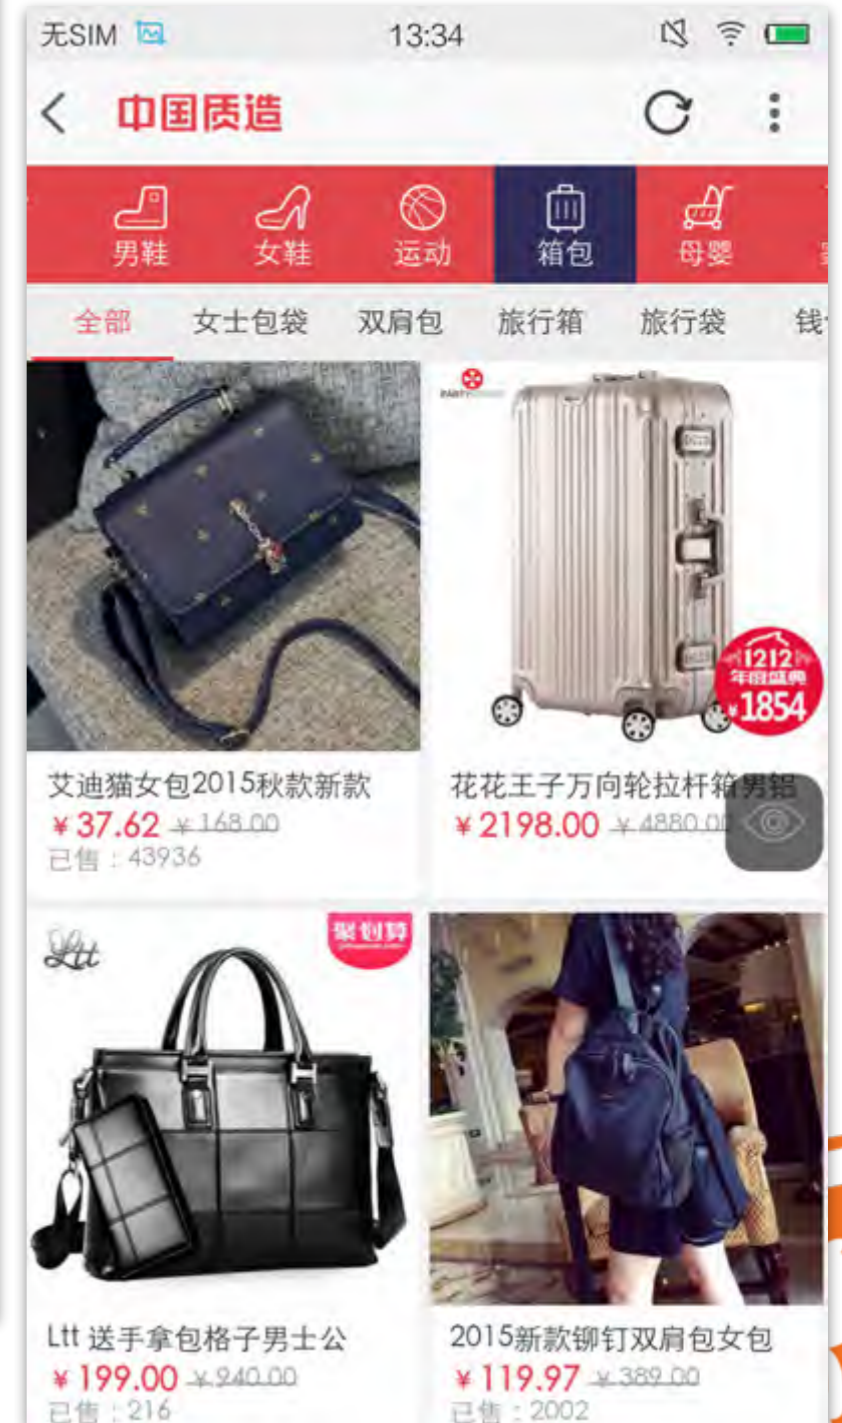 无SIM 13:34
中国质造
男鞋 女鞋 运动 箱包 母婴
全部 女士包袋 双肩包 旅行箱 旅行袋 钱
1212
年度盛典
¥1854
艾迪猫女包2015秋款新款 花花王子万向轮拉杆箱男铝
¥37.62 ¥168.00 ¥2198.00 ¥4880.00
已售：43936
Ltt
聚划算
Ltt 送手拿包格子男士公 2015新款铆钉双肩包女包
¥199.00 ¥940.00 ¥119.97 ¥389.00
已售：216 已售：2002